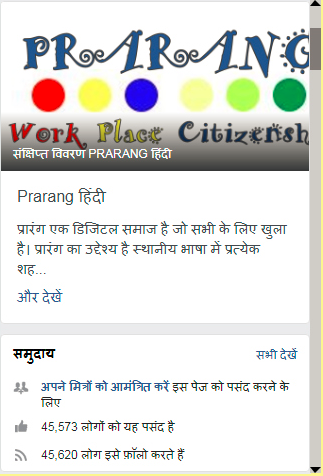 PRARANG
Work Place Citizensh
संक्षिप्त विवरण PRARANG हिंदी
Prarang हिंदी
प्रारंग एक डिजिटल समाज है जो सभी के लिए खुला
है। प्रारंग का उद्देश्य है स्थानीय भाषा में प्रत्येक
शह...
और देखें
समुदाय सभी देखें
अपने मित्रों को आमंत्रित करें इस पेज को पसंद करने के
लिए
45,573 लोगों को यह पसंद है
45,620 लोग इसे फ़ॉलो करते हैं